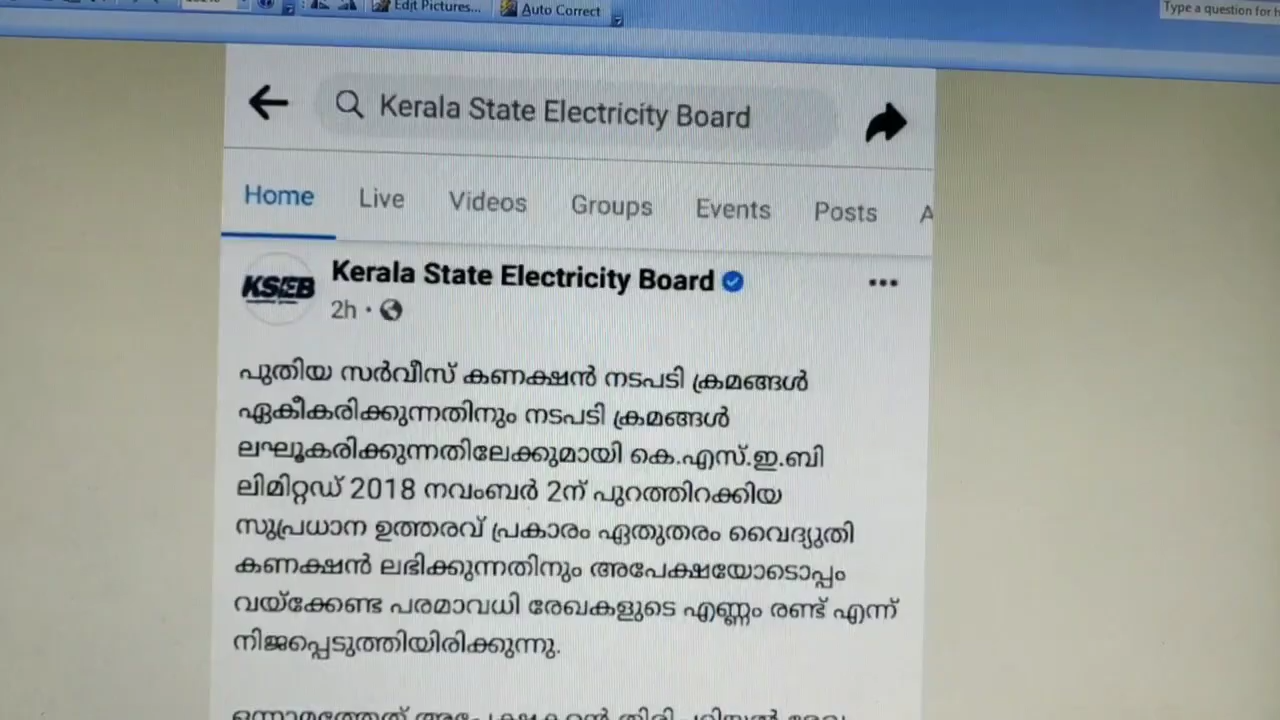 Edit Pictures...
Auto Correct
Type a question for h
Kerala State Electricity Board
Home Live Videos Groups Events Posts A
KSEB
Kerala State Electricity Board
2h
പുതിയ സർവീസ് കണക്ഷൻ നടപടി ക്രമങ്ങൾ
ഏകീകരിക്കുന്നതിനും നടപടി ക്രമങ്ങൾ
ലഘൂകരിക്കുന്നതിലേക്കുമായി കെ.എസ്.ഇ.ബി
ലിമിറ്റഡ് 2018 നവംബർ 2ന് പുറത്തിറക്കിയ
സുപ്രധാന ഉത്തരവ് പ്രകാരം ഏതുതരം വൈദ്യുതി
കണക്ഷൻ ലഭിക്കുന്നതിനും അപേക്ഷയോടൊപ്പം
വയ്ക്കേണ്ട പരമാവധി രേഖകളുടെ എണ്ണം രണ്ട് എന്ന്
നിജപ്പെടുത്തിയിരിക്കുന്നു.